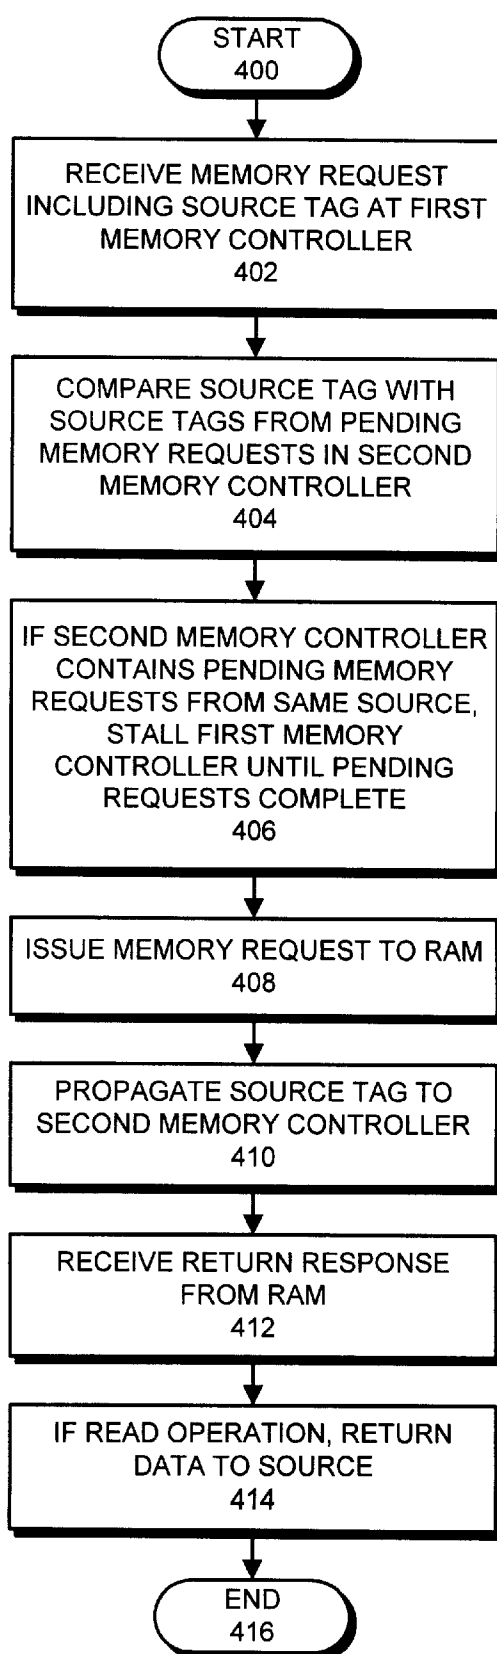 START
400
RECEIVE MEMORY REQUEST
INCLUDING SOURCE TAG AT FIRST
MEMORY CONTROLLER
402
COMPARE SOURCE TAG WITH
SOURCE TAGS FROM PENDING
MEMORY REQUESTS IN SECOND
MEMORY CONTROLLER
404
IF SECOND MEMORY CONTROLLER
CONTAINS PENDING MEMORY
REQUESTS FROM SAME SOURCE,
STALL FIRST MEMORY
CONTROLLER UNTIL PENDING
REQUESTS COMPLETE
406
ISSUE MEMORY REQUEST TO RAM
408
PROPAGATE SOURCE TAG TO
SECOND MEMORY CONTROLLER
410
RECEIVE RETURN RESPONSE
FROM RAM
412
IF READ OPERATION, RETURN
DATA TO SOURCE
414
END
416